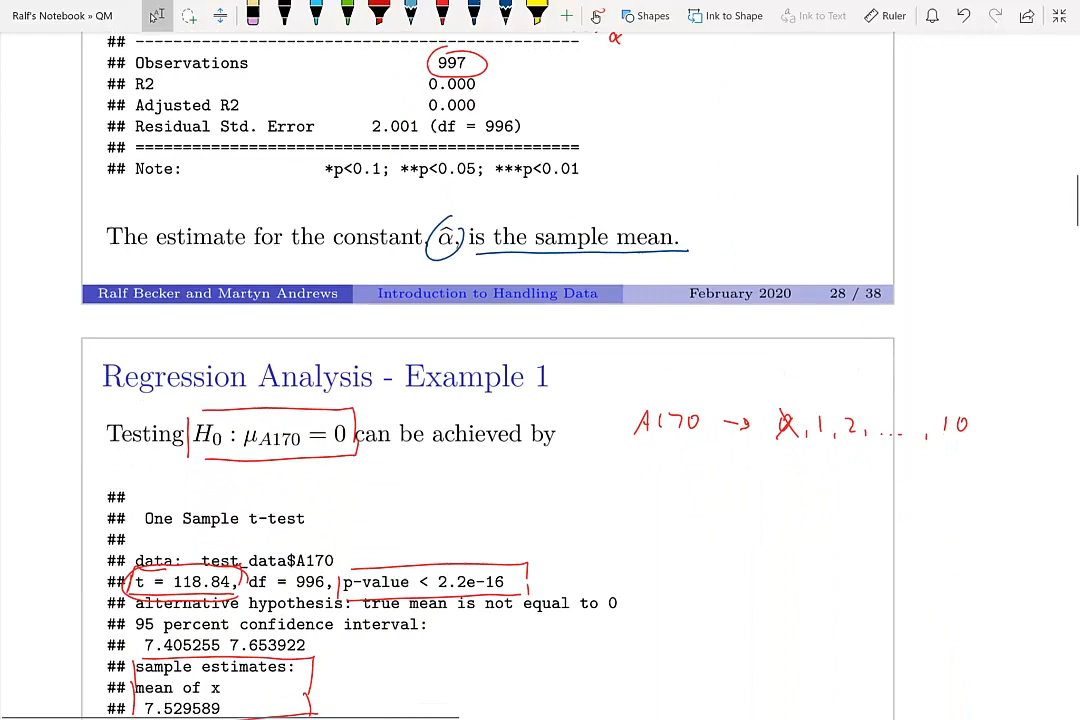 Ralf's Notebook » QM
Shapes
Ink to Shape
Ink to Text
Ruler
## -----------------------------------------------
α
## Observations 997
## R2 0.000
## Adjusted R2 0.000
## Residual Std. Error 2.001 (df = 996)
## ===============================================
## Note: *p<0.1; **p<0.05; ***p<0.01
The estimate for the constant, α̂, is the sample mean.
Ralf Becker and Martyn Andrews Introduction to Handling Data February 2020 28 / 38
Regression Analysis - Example 1
Testing H₀ : μA170 = 0 can be achieved by
A170 → 0, 1, 2, ... , 10
##
## One Sample t-test
##
## data: test_data$A170
## t = 118.84, df = 996, p-value < 2.2e-16
## alternative hypothesis: true mean is not equal to 0
## 95 percent confidence interval:
## 7.405255 7.653922
## sample estimates:
## mean of x
## 7.529589